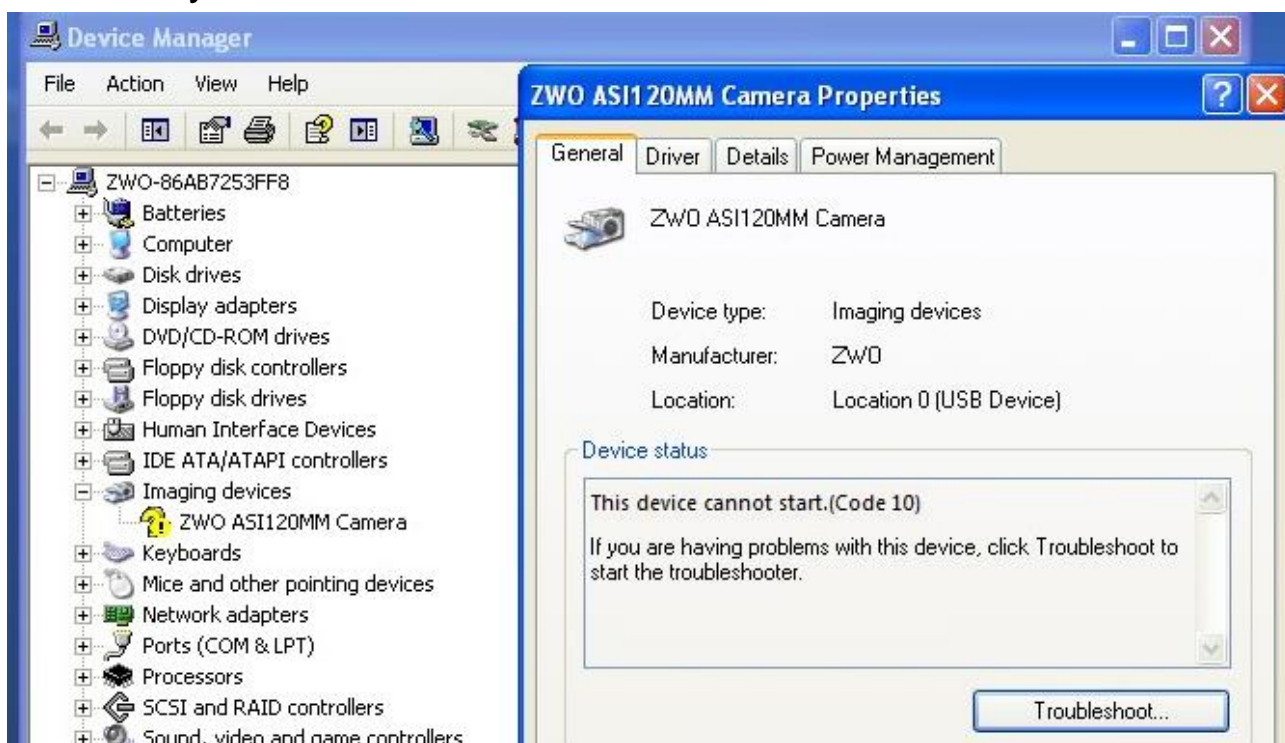 Device Manager
File Action View Help
ZWO-86AB7253FF8
Batteries
Computer
Disk drives
Display adapters
DVD/CD-ROM drives
Floppy disk controllers
Floppy disk drives
Human Interface Devices
IDE ATA/ATAPI controllers
Imaging devices
ZWO ASI120MM Camera
Keyboards
Mice and other pointing devices
Network adapters
Ports (COM & LPT)
Processors
SCSI and RAID controllers
Sound, video and game controllers
ZWO ASI120MM Camera Properties
General Driver Details Power Management
ZWO ASI120MM Camera
Device type: Imaging devices
Manufacturer: ZWO
Location: Location 0 (USB Device)
Device status
This device cannot start.(Code 10)
If you are having problems with this device, click Troubleshoot to
start the troubleshooter.
Troubleshoot...